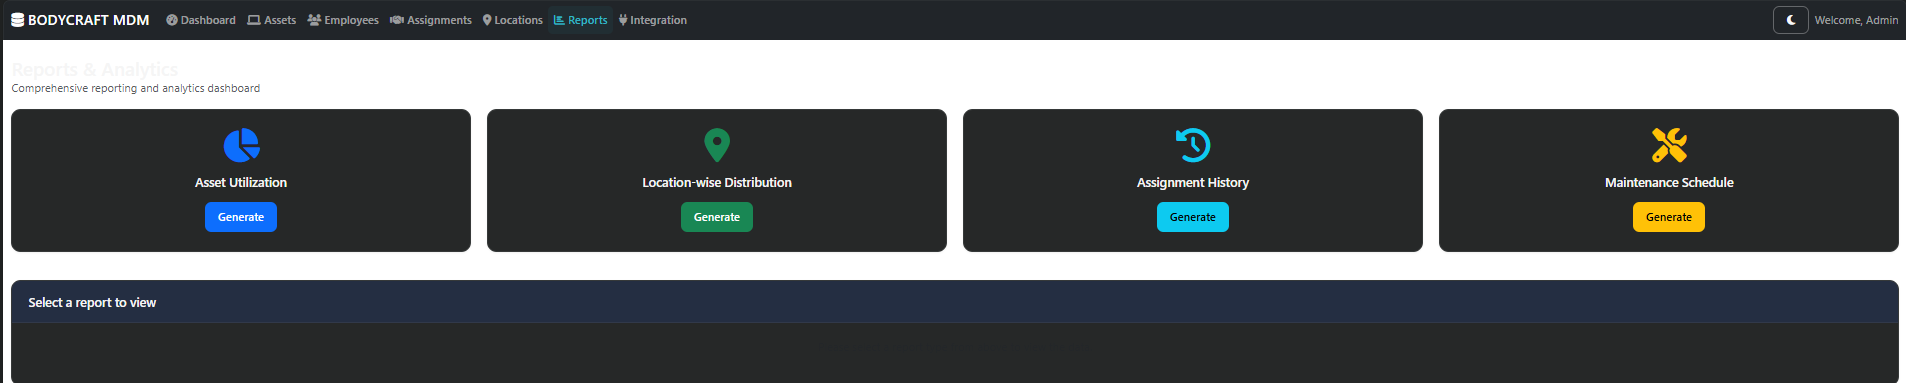 BODYCRAFT MDM Dashboard Assets Employees Assignments Locations Reports Integration Welcome, Admin
Reports & Analytics
Comprehensive reporting and analytics dashboard
Asset Utilization Location-wise Distribution Assignment History Maintenance Schedule
Generate Generate Generate Generate
Select a report to view